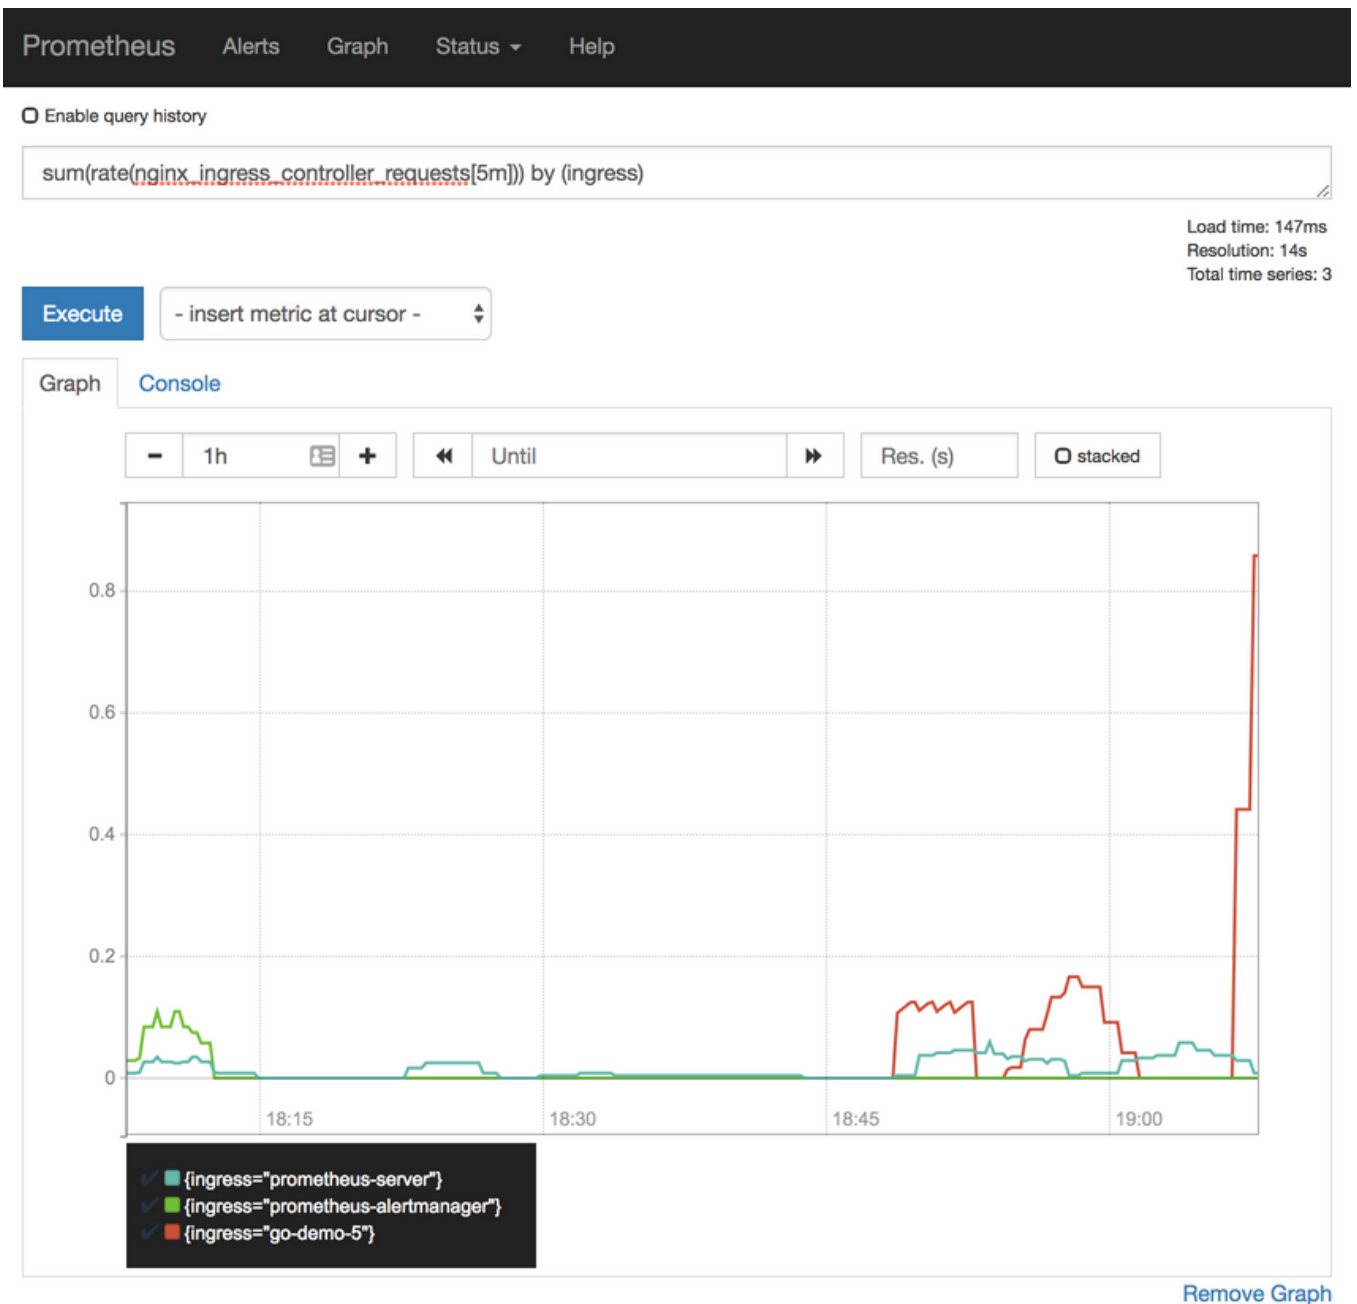 Prometheus Alerts Graph Status Help
Enable query history
sum(rate(nginx_ingress_controller_requests[5m])) by (ingress)
Load time: 147ms
Resolution: 14s
Total time series: 3
Execute - insert metric at cursor -
Graph Console
1h Until Res. (s) stacked
0.8
0.6
0.4
0.2
0
18:15 18:30 18:45 19:00
{ingress="prometheus-server"}
{ingress="prometheus-alertmanager"}
{ingress="go-demo-5"}
Remove Graph